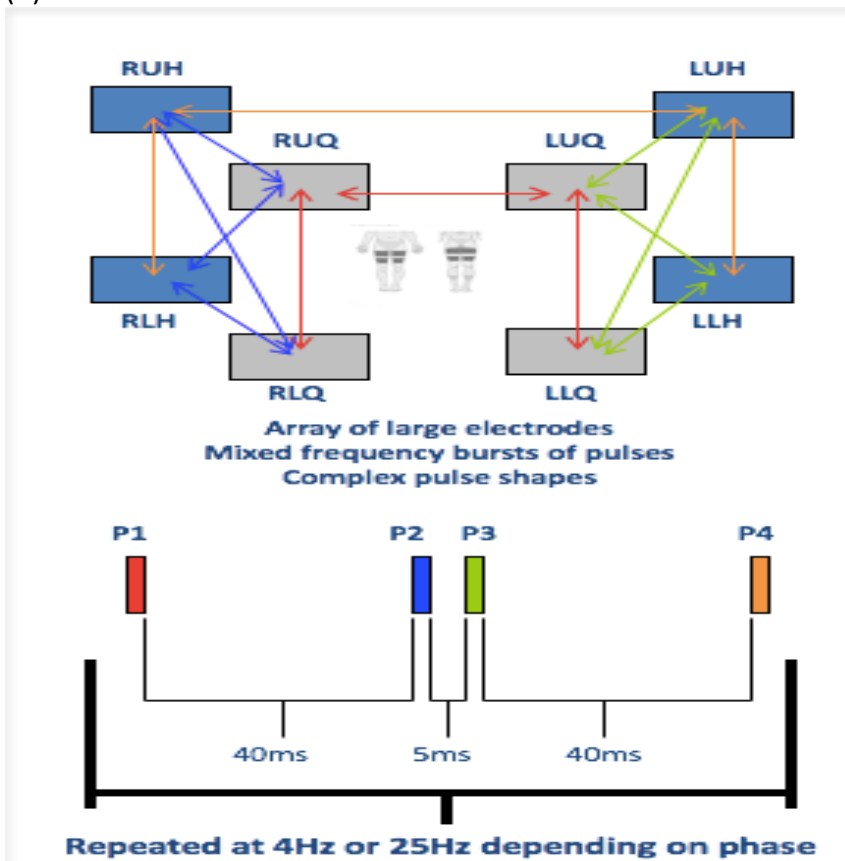 RUH LUH
RUQ LUQ
RLH LLH
RLQ LLQ
Array of large electrodes
Mixed frequency bursts of pulses
Complex pulse shapes
P1 P2 P3 P4
40ms 5ms 40ms
Repeated at 4Hz or 25Hz depending on phase